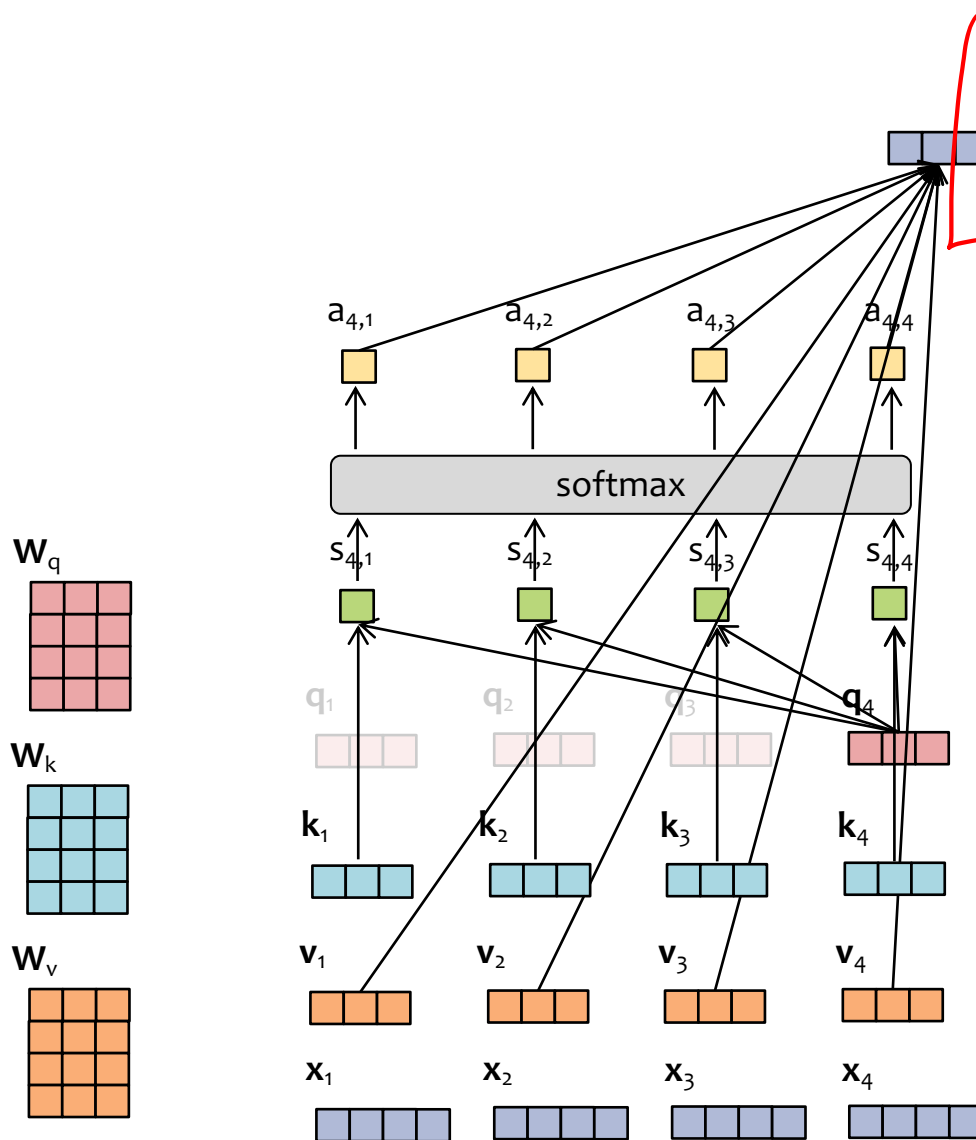 a4,1 a4,2 a4,3 a4,4
softmax
s4,1 s4,2 s4,3 s4,4
Wq
q1 q2 q3 q4
Wk
k1 k2 k3 k4
Wv
v1 v2 v3 v4
x1 x2 x3 x4